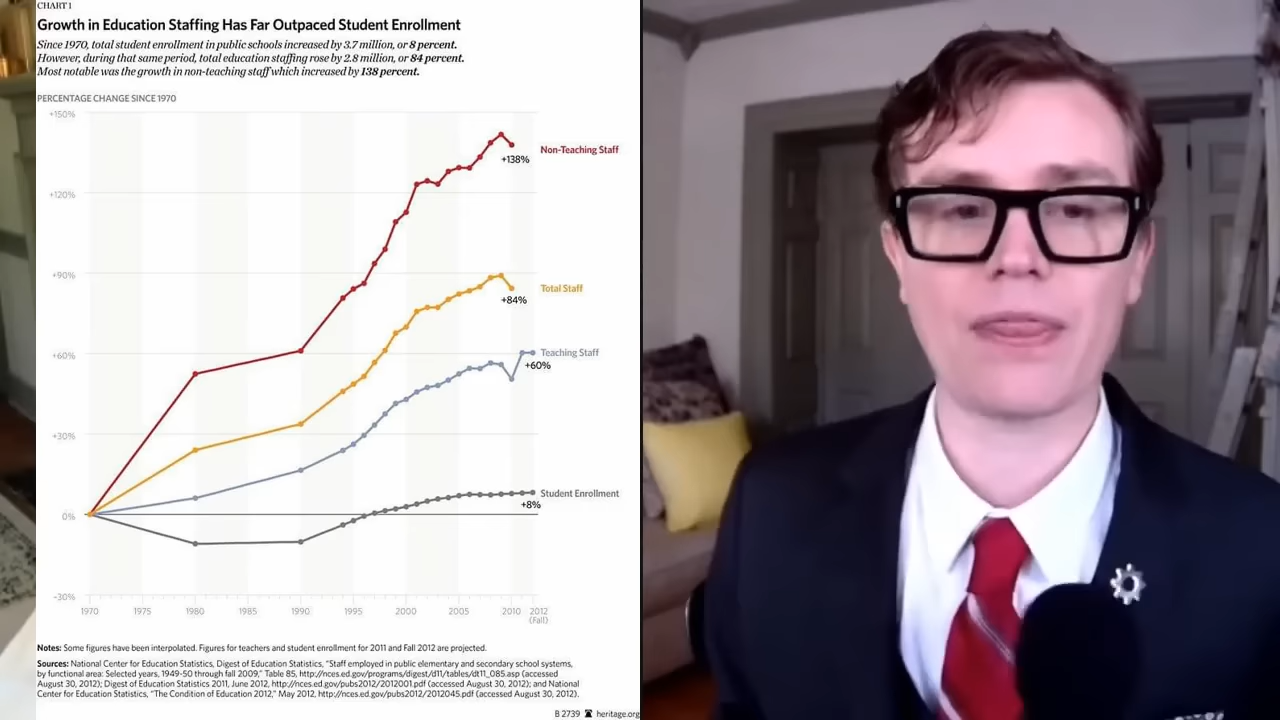 CHART 1
Growth in Education Staffing Has Far Outpaced Student Enrollment
Since 1970, total student enrollment in public schools increased by 3.7 million, or 8 percent.
However, during that same period, total education staffing rose by 2.8 million, or 84 percent.
Most notable was the growth in non-teaching staff which increased by 138 percent.
PERCENTAGE CHANGE SINCE 1970
+150%
Non-Teaching Staff
+138%
+120%
+90%
Total Staff
+84%
+60%
Teaching Staff
+60%
+30%
Student Enrollment
+8%
0%
–30%
1970 1975 1980 1985 1990 1995 2000 2005 2010 2012
(Fall)
Notes: Some figures have been interpolated. Figures for teachers and student enrollment for 2011 and Fall 2012 are projected.
Sources: National Center for Education Statistics, Digest of Education Statistics, "Staff employed in public elementary and secondary school systems,
by functional area: Selected years, 1949-50 through fall 2009," Table 85, http://nces.ed.gov/programs/digest/d11/tables/dt11_085.asp (accessed
August 30, 2012); Digest of Education Statistics 2011, June 2012, http://nces.ed.gov/pubs2012/2012001.pdf (accessed August 30, 2012); and National
Center for Education Statistics, "The Condition of Education 2012," May 2012, http://nces.ed.gov/pubs2012/2012045.pdf (accessed August 30, 2012).
B 2739 heritage.org